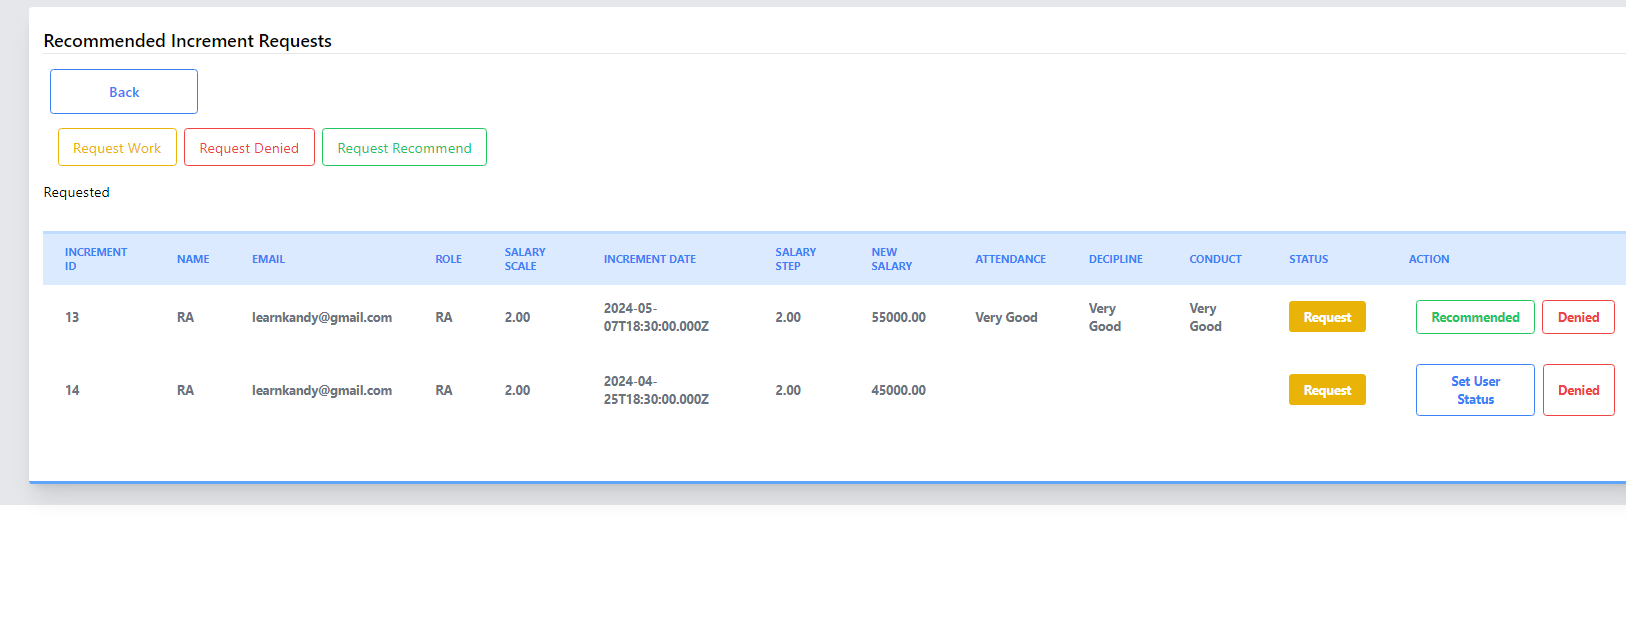 Recommended Increment Requests
Back
Request Work Request Denied Request Recommend
Requested
INCREMENT ID NAME EMAIL ROLE SALARY SCALE INCREMENT DATE SALARY STEP NEW SALARY ATTENDANCE DECIPLINE CONDUCT STATUS ACTION
13 RA learnkandy@gmail.com RA 2.00 2024-05-07T18:30:00.000Z 2.00 55000.00 Very Good Very Good Very Good Request Recommended Denied
14 RA learnkandy@gmail.com RA 2.00 2024-04-25T18:30:00.000Z 2.00 45000.00 Request Set User Status Denied